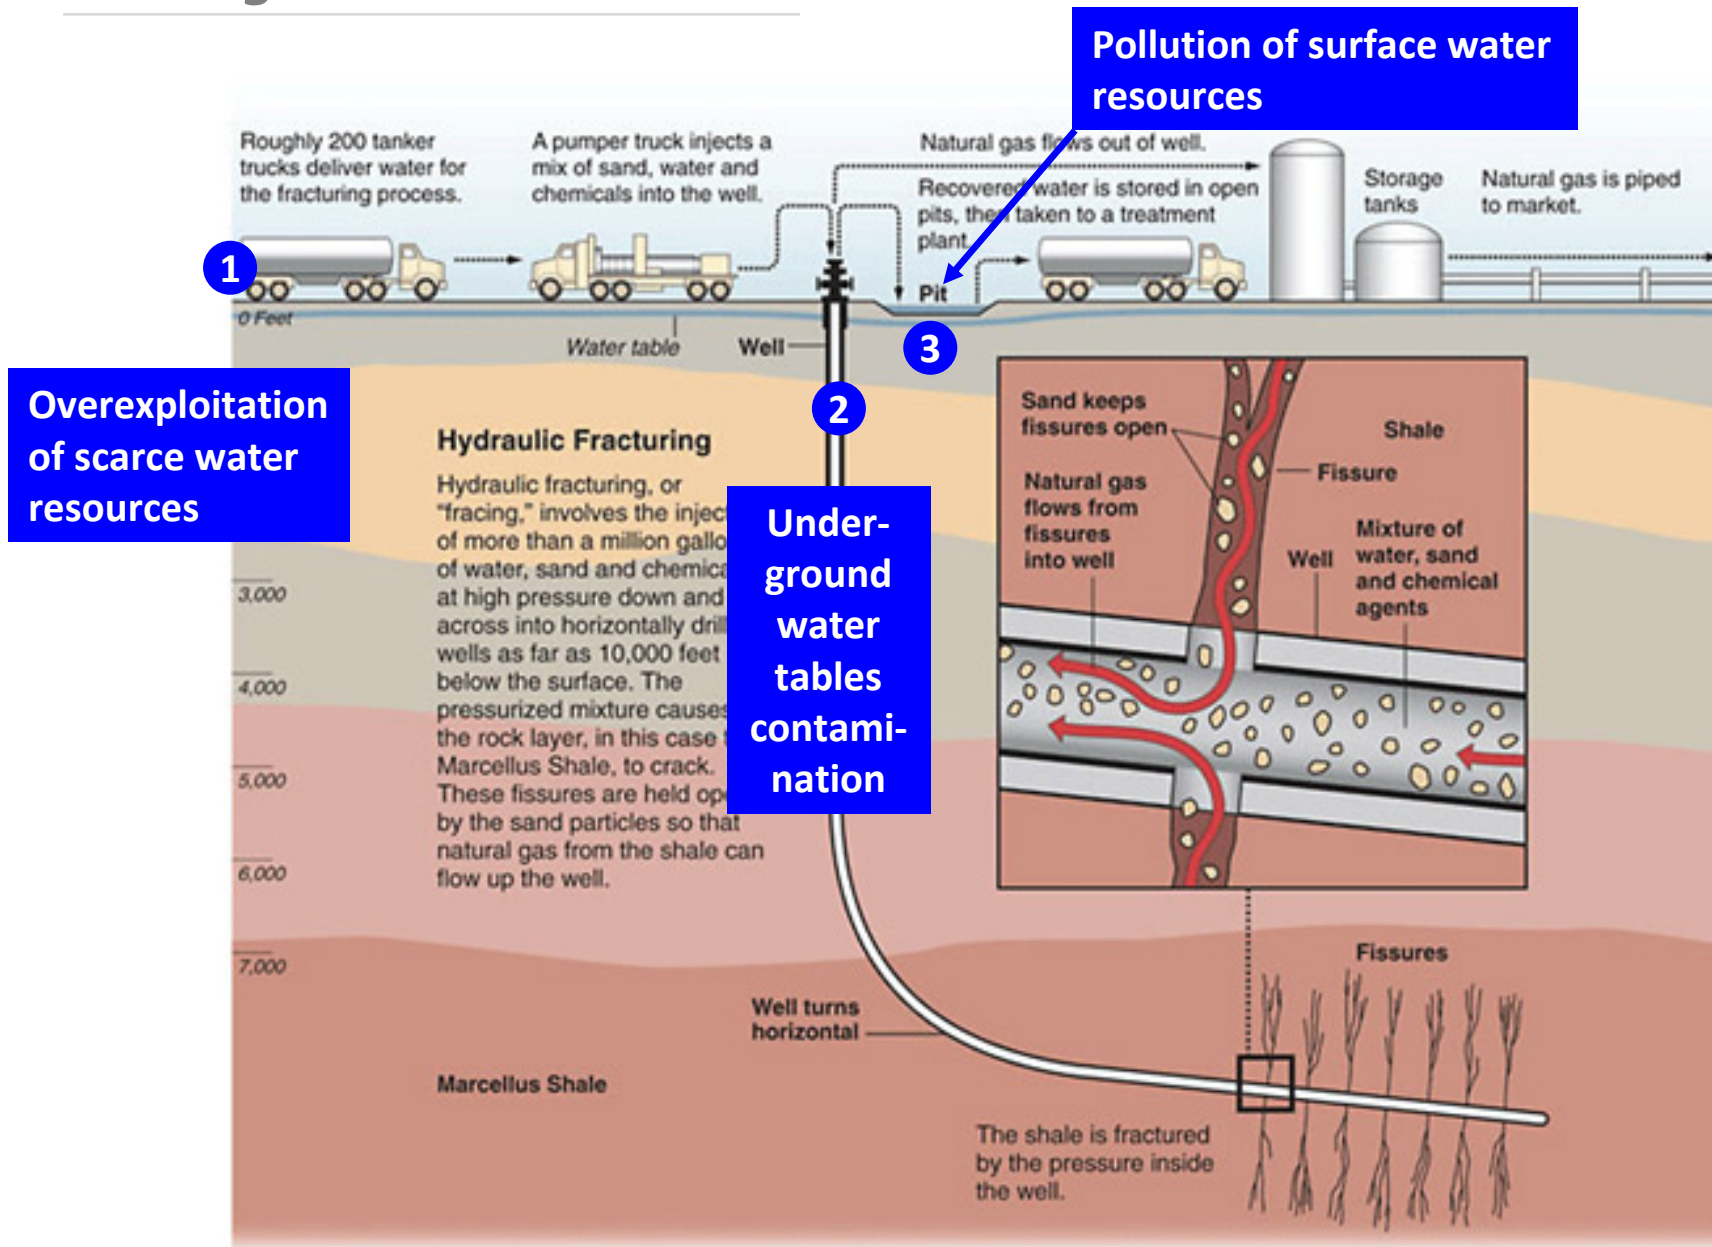 Pollution of surface water
resources
Roughly 200 tanker
trucks deliver water for
the fracturing process.
A pumper truck injects a
mix of sand, water and
chemicals into the well.
Natural gas flows out of well.
Recovered water is stored in open
pits, then taken to a treatment
plant.
Storage
tanks
Natural gas is piped
to market.
1
Pit
0 Feet
Water table
Well
3
2
Overexploitation
of scarce water
resources
Hydraulic Fracturing
Hydraulic fracturing, or
"fracing," involves the inject
of more than a million gallo
of water, sand and chemica
at high pressure down and
across into horizontally drill
wells as far as 10,000 feet
below the surface. The
pressurized mixture causes
the rock layer, in this case
Marcellus Shale, to crack.
These fissures are held op
by the sand particles so that
natural gas from the shale can
flow up the well.
Under-
ground
water
tables
contami-
nation
Sand keeps
fissures open
Shale
Fissure
Natural gas
flows from
fissures
into well
Well
Mixture of
water, sand
and chemical
agents
3,000
4,000
5,000
6,000
7,000
Fissures
Well turns
horizontal
Marcellus Shale
The shale is fractured
by the pressure inside
the well.